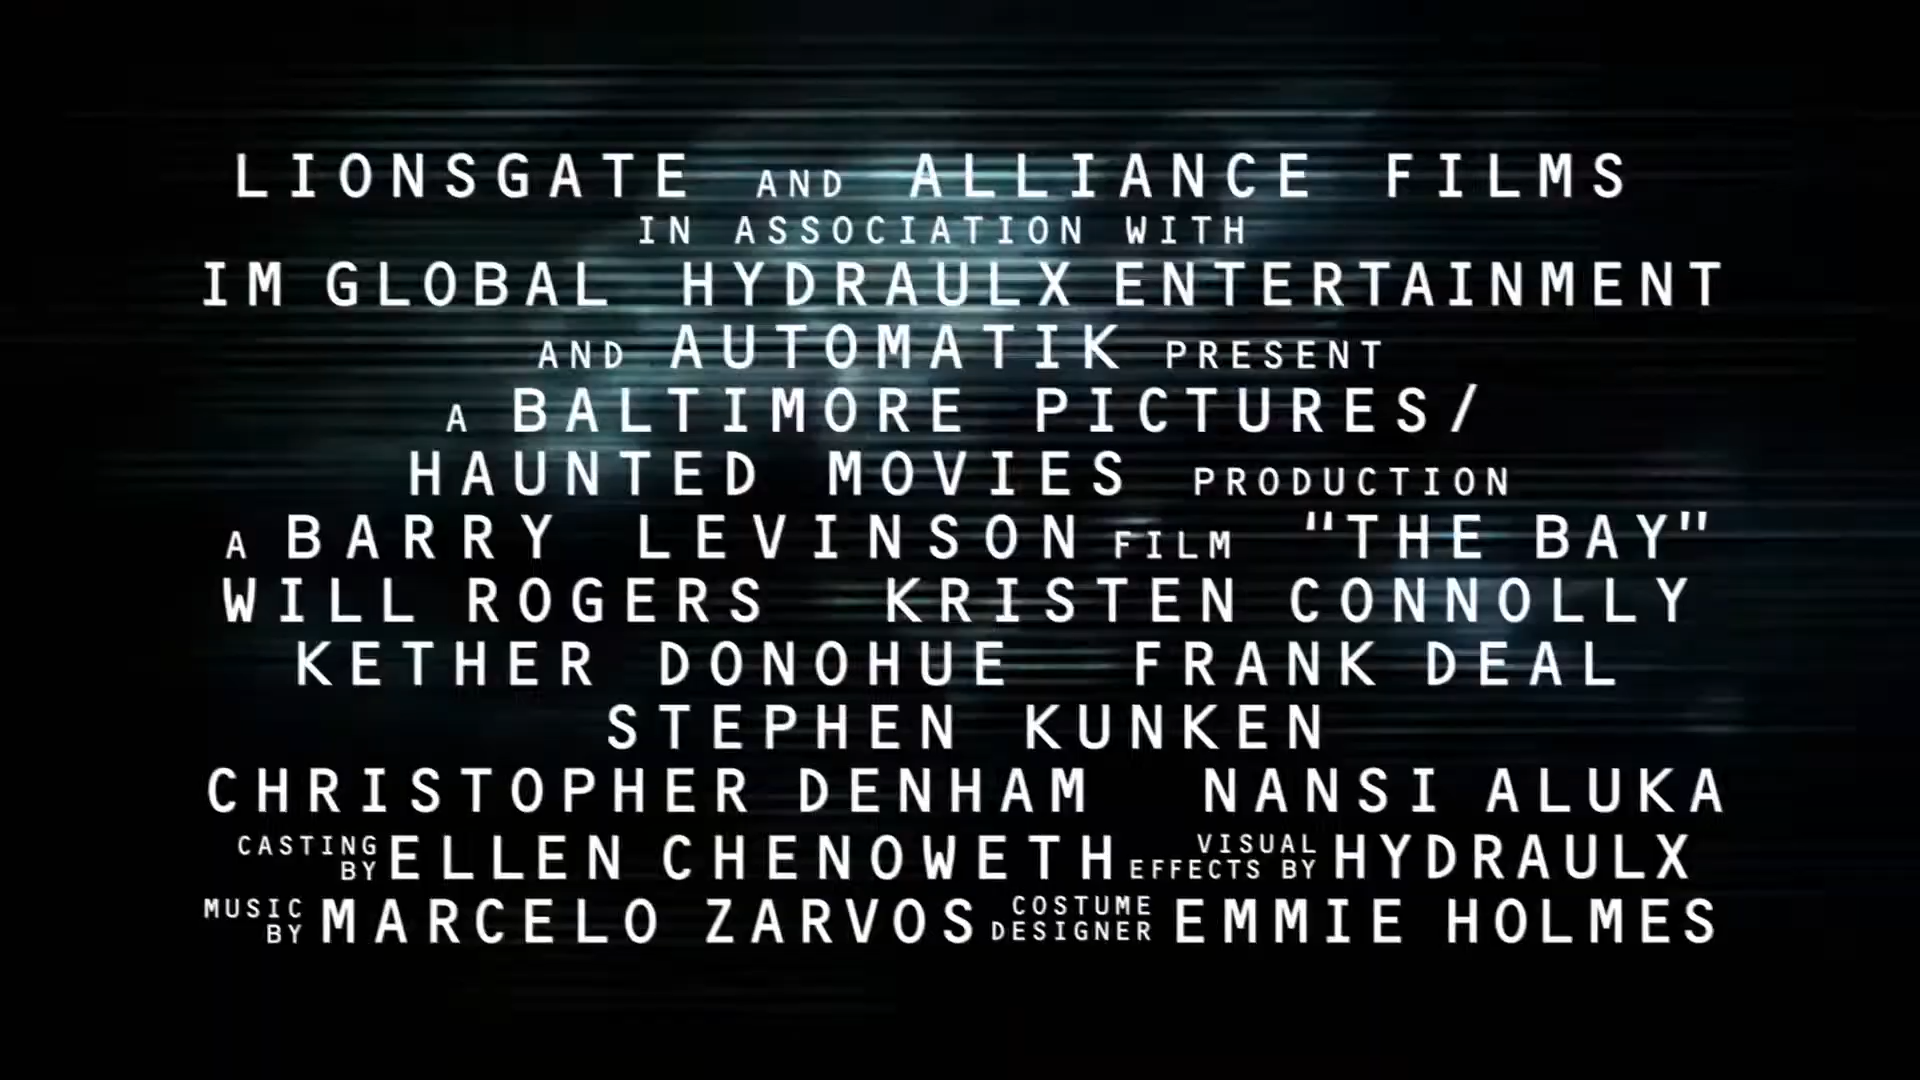 LIONSGATE AND ALLIANCE FILMS
IN ASSOCIATION WITH
IM GLOBAL HYDRAULX ENTERTAINMENT
AND AUTOMATIK PRESENT
A BALTIMORE PICTURES/
HAUNTED MOVIES PRODUCTION
A BARRY LEVINSON FILM "THE BAY"
WILL ROGERS KRISTEN CONNOLLY
KETHER DONOHUE FRANK DEAL
STEPHEN KUNKEN
CHRISTOPHER DENHAM NANSI ALUKA
CASTING BY ELLEN CHENOWETH VISUAL EFFECTS BY HYDRAULX
MUSIC BY MARCELO ZARVOS COSTUME DESIGNER EMMIE HOLMES